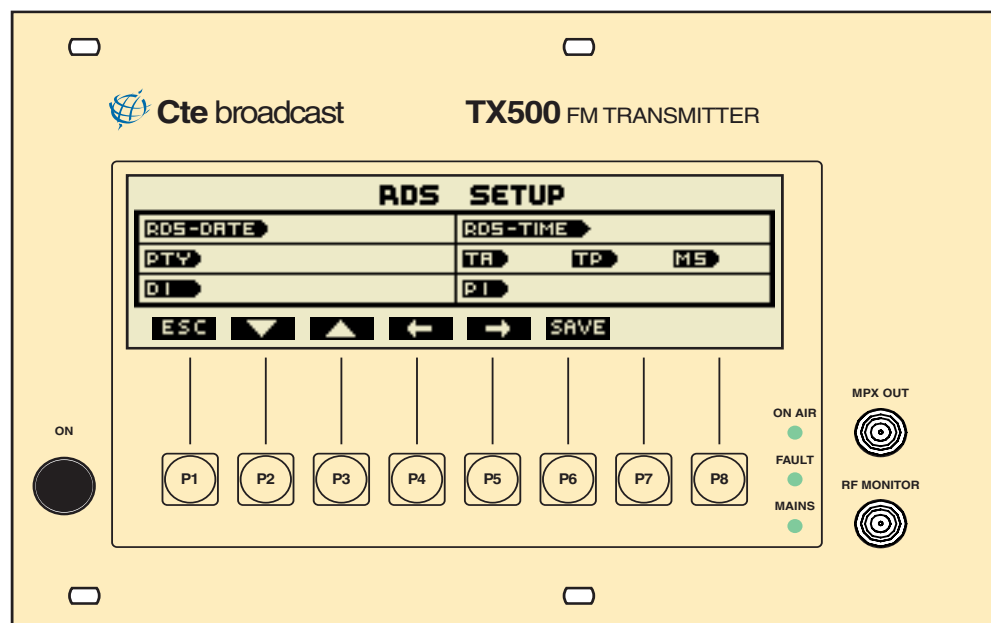 Cte broadcast
TX500 FM TRANSMITTER
RDS SETUP
RDS-DATE RDS-TIME
PTY TA TP MS
DI PI
ESC SAVE
ON
P1 P2 P3 P4 P5 P6 P7 P8
ON AIR
FAULT
MAINS
MPX OUT
RF MONITOR